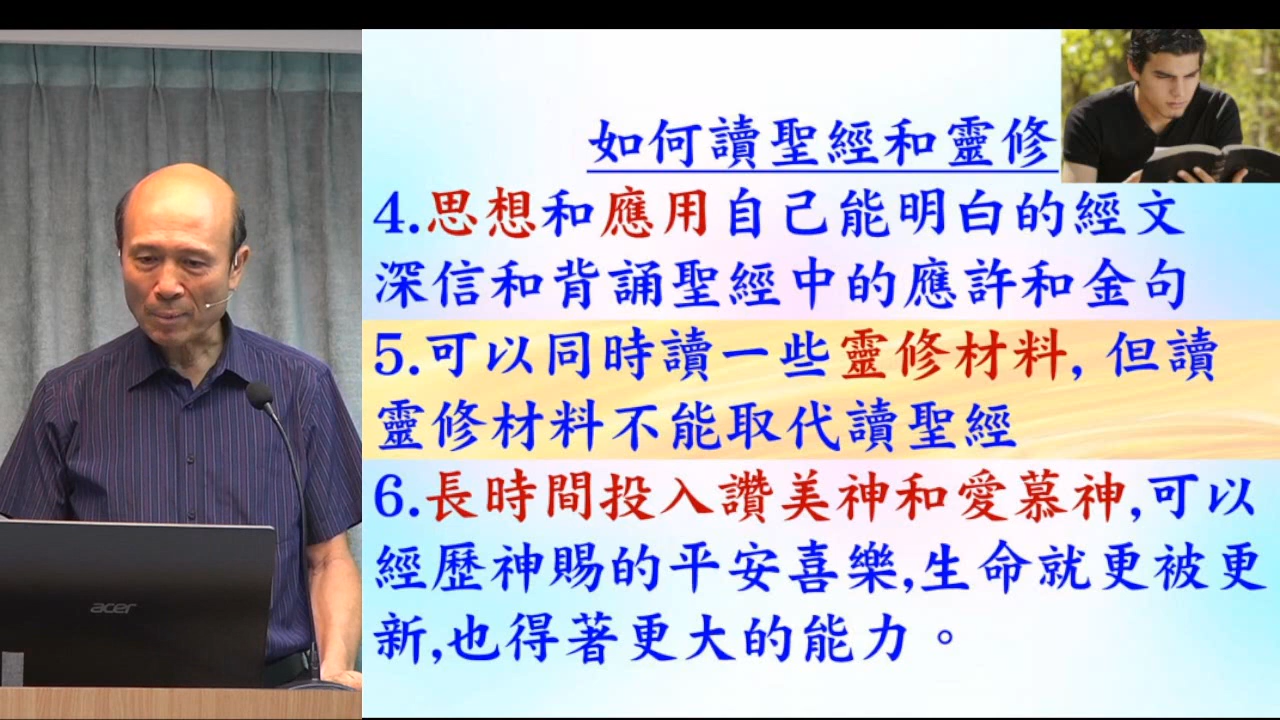 如何讀聖經和靈修
4.思想和應用自己能明白的經文
深信和背誦聖經中的應許和金句
5.可以同時讀一些靈修材料, 但讀
靈修材料不能取代讀聖經
6.長時間投入讚美神和愛慕神,可以
經歷神賜的平安喜樂,生命就更被更
新,也得著更大的能力。
acer